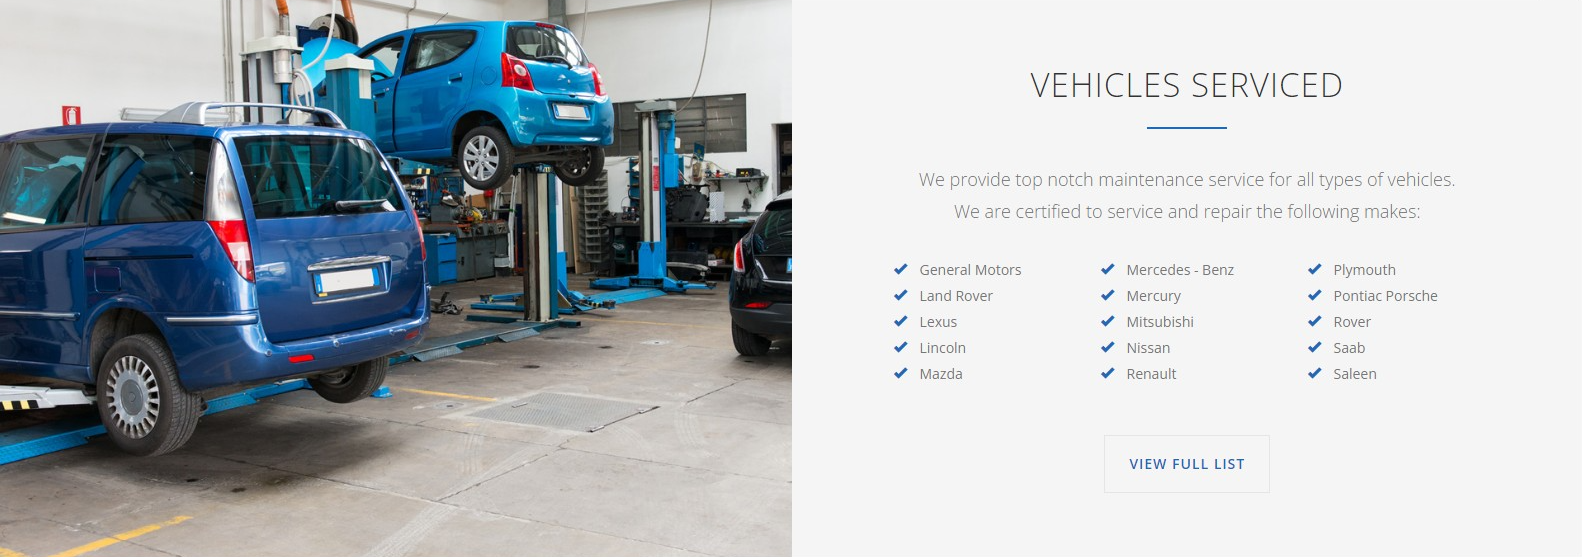 VEHICLES SERVICED
We provide top notch maintenance service for all types of vehicles.
We are certified to service and repair the following makes:
General Motors
Land Rover
Lexus
Lincoln
Mazda
Mercedes - Benz
Mercury
Mitsubishi
Nissan
Renault
Plymouth
Pontiac Porsche
Rover
Saab
Saleen
VIEW FULL LIST